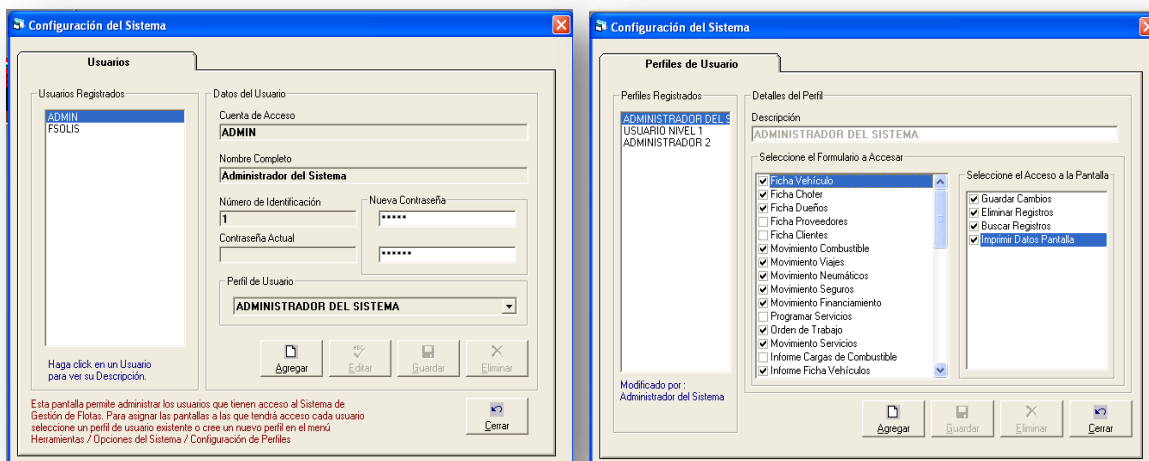 Configuración del Sistema
Usuarios
Usuarios Registrados
ADMIN
FSOLIS
Haga click en un Usuario
para ver su Descripción.
Datos del Usuario
Cuenta de Acceso
ADMIN
Nombre Completo
Administrador del Sistema
Número de Identificación
1
Contraseña Actual
Nueva Contraseña
*****
******
Perfil de Usuario
ADMINISTRADOR DEL SISTEMA
Agregar
Editar
Guardar
Eliminar
Esta pantalla permite administrar los usuarios que tienen acceso al Sistema de
Gestión de Flotas. Para asignar las pantallas a las que tendrá acceso cada usuario
seleccione un perfil de usuario existente o cree un nuevo perfil en el menú
Herramientas / Opciones del Sistema / Configuración de Perfiles
Cerrar
Configuración del Sistema
Perfiles de Usuario
Perfiles Registrados
ADMINISTRADOR DEL S
USUARIO NIVEL 1
ADMINISTRADOR 2
Modificado por :
Administrador del Sistema
Detalles del Perfil
Descripción
ADMINISTRADOR DEL SISTEMA
Seleccione el Formulario a Accesar
Ficha Vehículo
Ficha Chofer
Ficha Dueños
Ficha Proveedores
Ficha Clientes
Movimiento Combustible
Movimiento Viajes
Movimiento Neumáticos
Movimiento Seguros
Movimiento Financiamiento
Programar Servicios
Orden de Trabajo
Movimiento Servicios
Informe Cargas de Combustible
Informe Ficha Vehículos
Seleccione el Acceso a la Pantalla
Guardar Cambios
Eliminar Registros
Buscar Registros
Imprimir Datos Pantalla
Agregar
Guardar
Eliminar
Cerrar